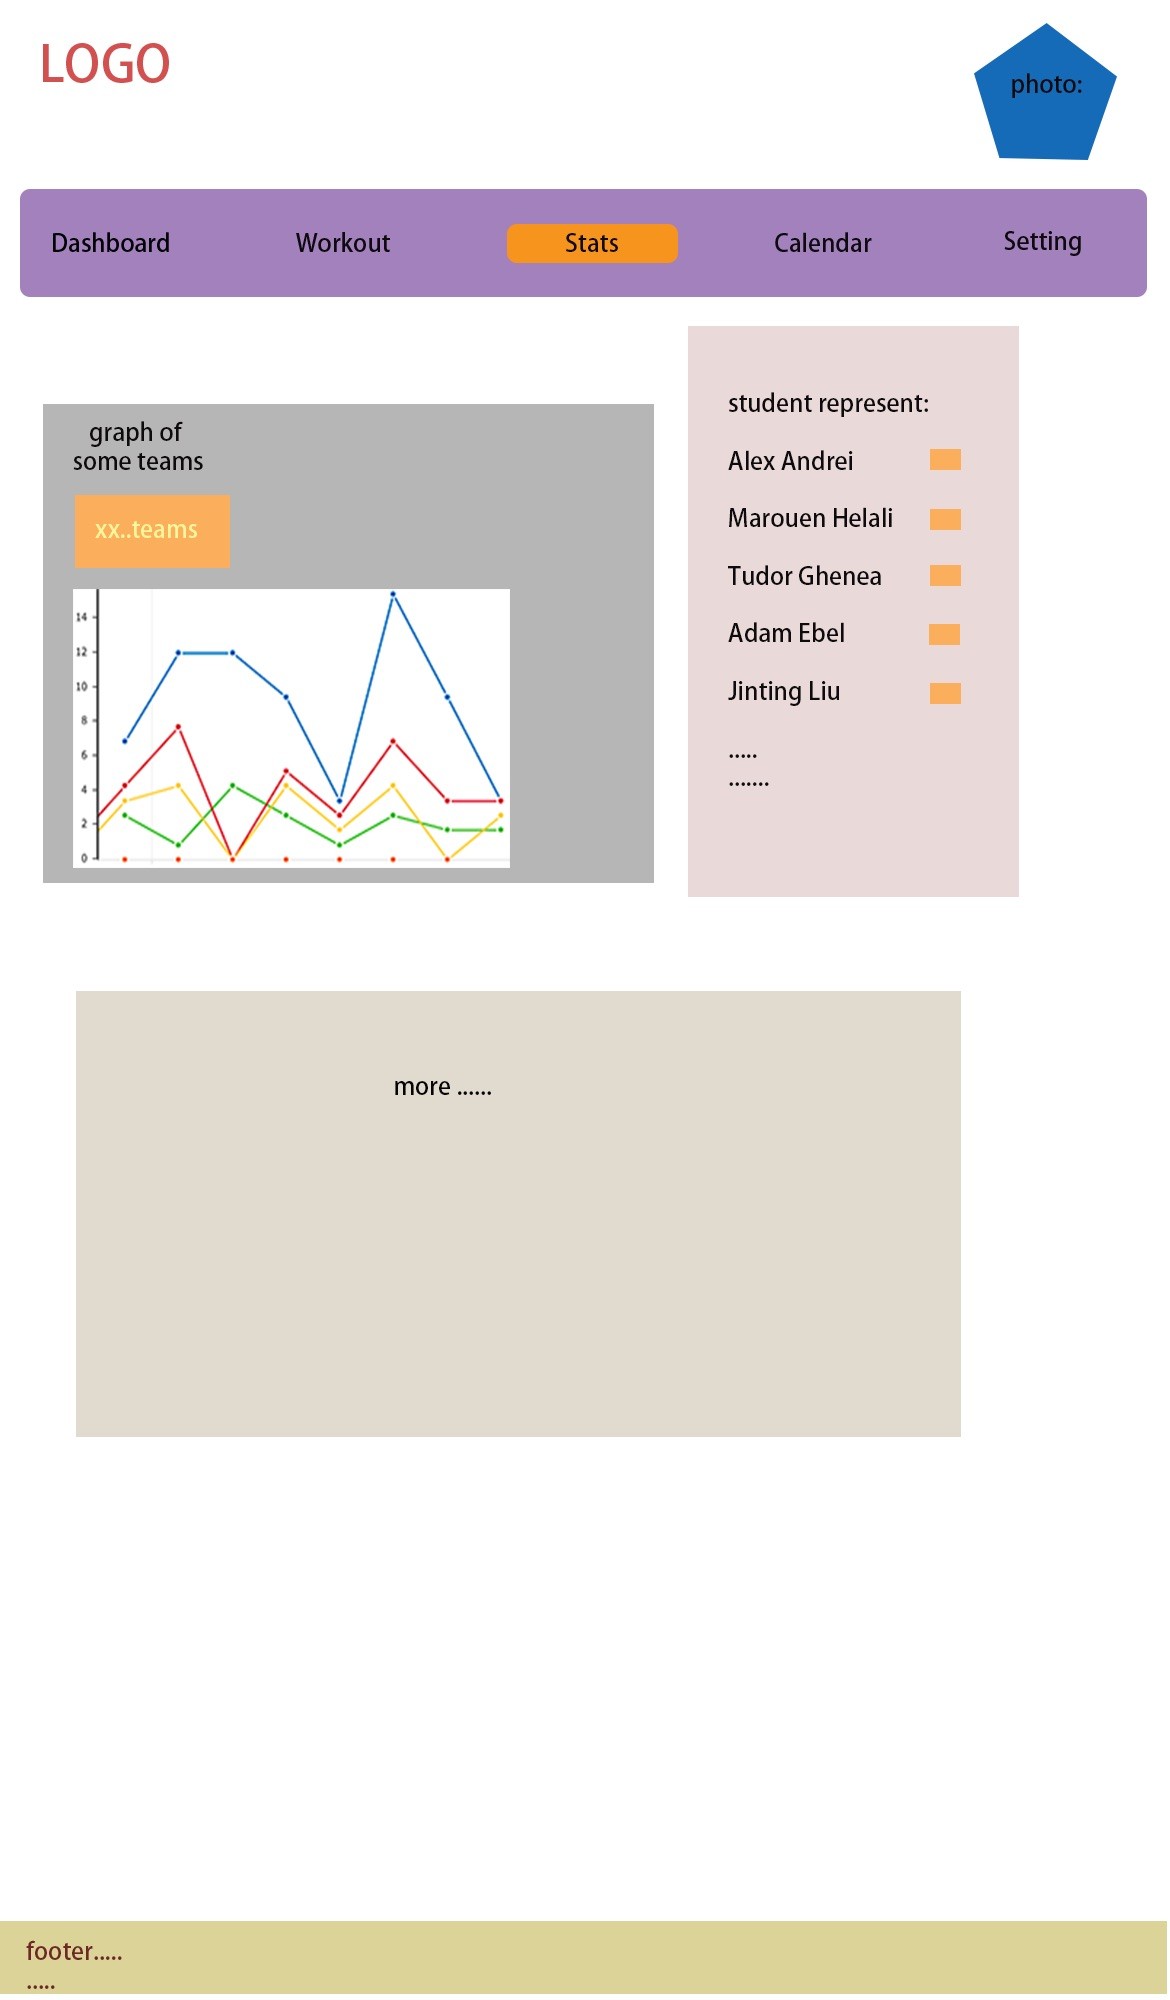 LOGO
photo:
Dashboard
Workout
Stats
Calendar
Setting
graph of
some teams
xx..teams
14
12
10
8
6
4
2
0
student represent:
Alex Andrei
Marouen Helali
Tudor Ghenea
Adam Ebel
Jinting Liu
.....
.......
more ......
footer.....
.....